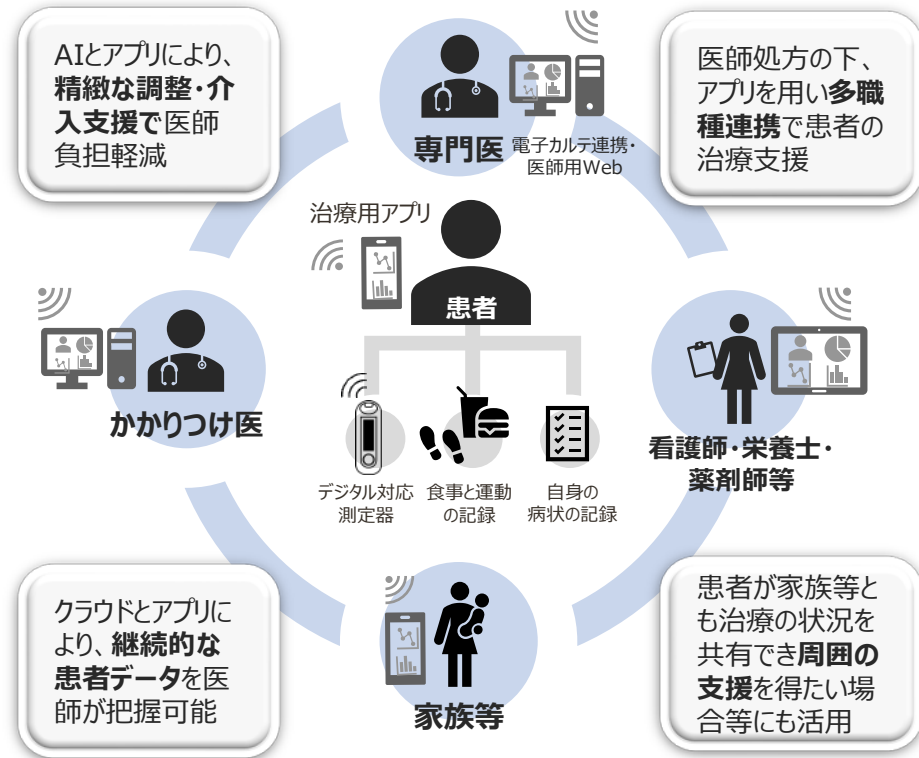 AIとアプリにより、
精緻な調整・介
入支援で医師
負担軽減
専門医
電子カルテ連携・
医師用Web
医師処方の下、
アプリを用い多職
種連携で患者の
治療支援
治療用アプリ
患者
かかりつけ医
看護師・栄養士・
薬剤師等
デジタル対応
測定器
食事と運動
の記録
自身の
病状の記録
クラウドとアプリに
より、継続的な
患者データを医
師が把握可能
家族等
患者が家族等と
も治療の状況を
共有でき周囲の
支援を得たい場
合等にも活用